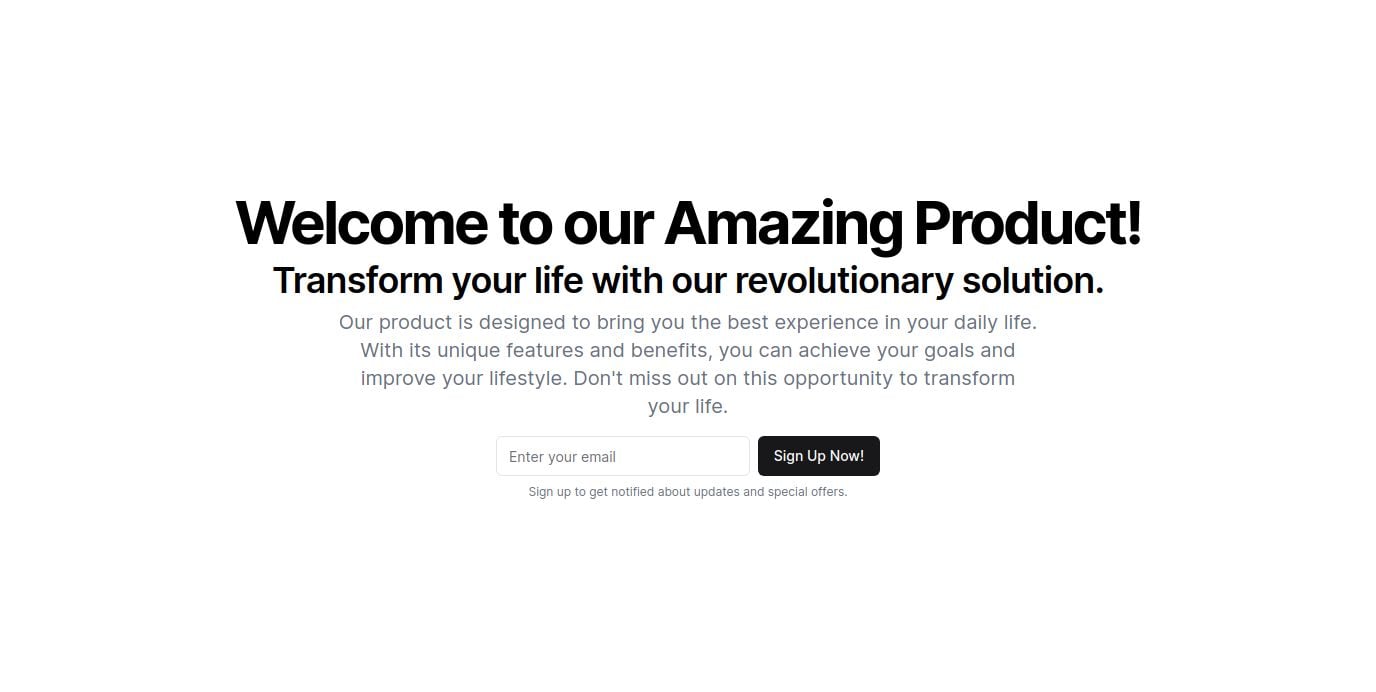 Welcome to our Amazing Product!
Transform your life with our revolutionary solution.
Our product is designed to bring you the best experience in your daily life.
With its unique features and benefits, you can achieve your goals and
improve your lifestyle. Don't miss out on this opportunity to transform
your life.
Enter your email
Sign Up Now!
Sign up to get notified about updates and special offers.